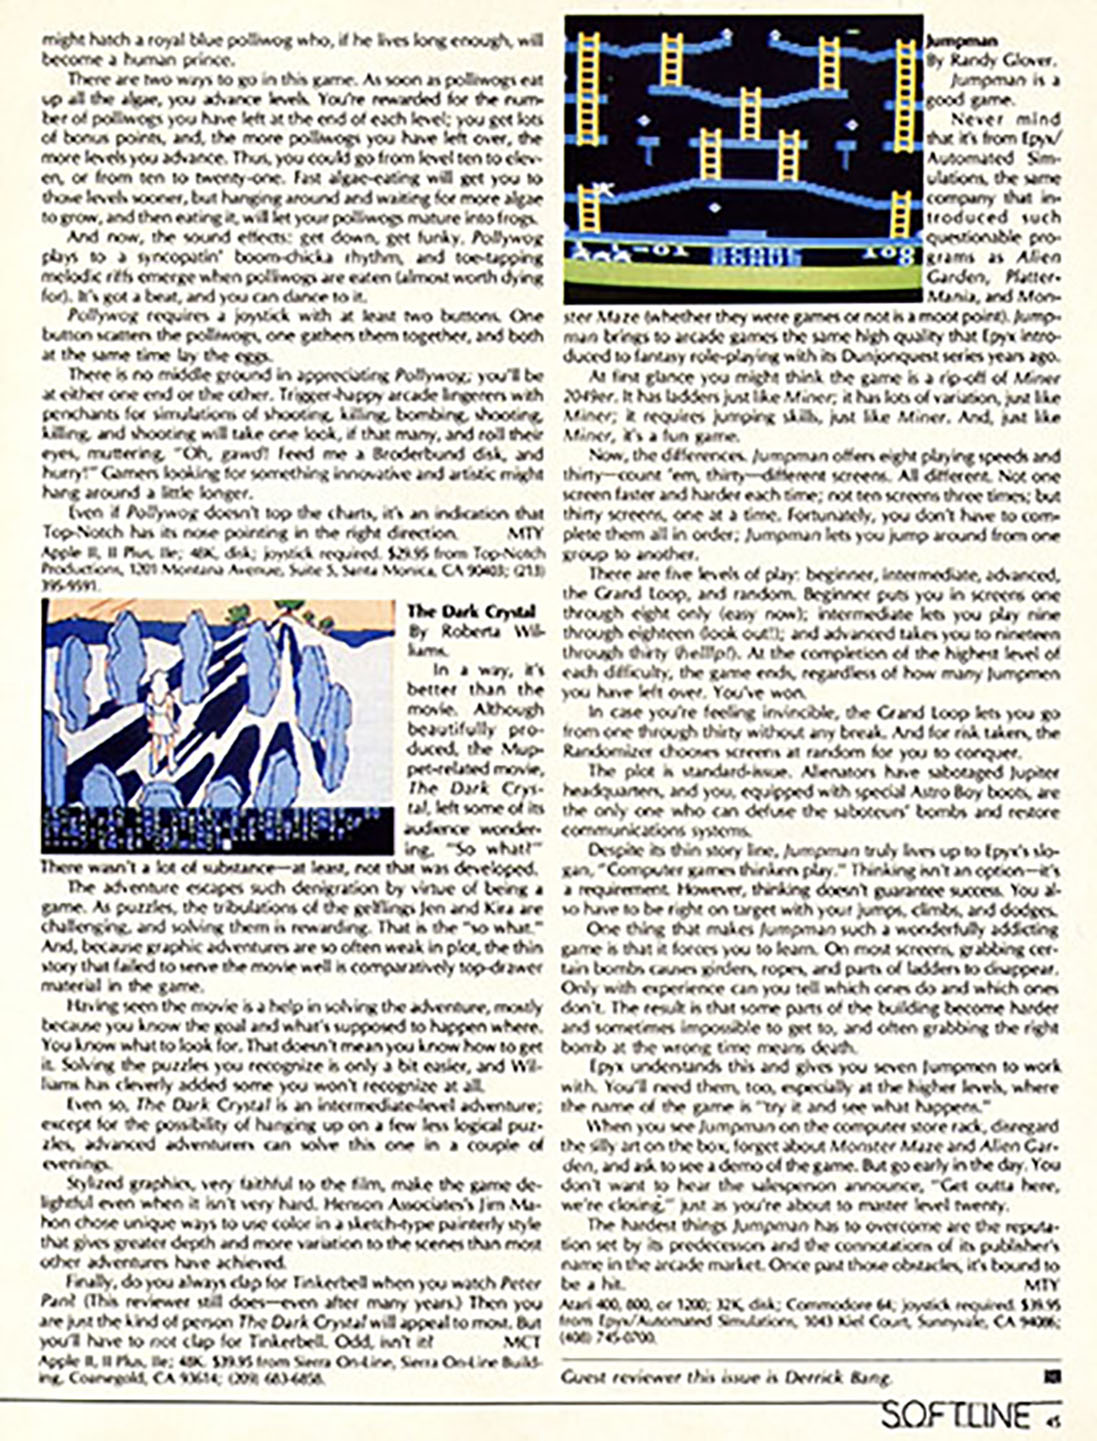 might hatch a royal blue polliwog who, if he lives long enough, will
become a human prince.
There are two ways to go in this game. As soon as polliwogs eat
up all the algae, you advance levels. You're rewarded for the num-
ber of polliwogs you have left at the end of each level; you get lots
of bonus points, and, the more polliwogs you have left over, the
more levels you advance. Thus, you could go from level ten to elev-
en, or from ten to twenty-one. Fast algae-eating will get you to
those levels sooner, but hanging around and waiting for more algae
to grow, and then eating it, will let your polliwogs mature into frogs.
And now, the sound effects: get down, get funky. Pollywog
plays to a syncopatin' boom-chicka rhythm, and toe-tapping
melodic riffs emerge when polliwogs are eaten (almost worth dying
for). It's got a beat, and you can dance to it.
Pollywog requires a joystick with at least two buttons. One
button scatters the polliwogs, one gathers them together, and both
at the same time lay the eggs.
There is no middle ground in appreciating Pollywog; you'll be
at either one end or the other. Trigger-happy arcade lingerers with
penchants for simulations of shooting, killing, bombing, shooting,
killing, and shooting will take one look, if that many, and roll their
eyes, muttering, "Oh, gawd! Feed me a Broderbund disk, and
hurry!" Gamers looking for something innovative and artistic might
hang around a little longer.
Even if Pollywog doesn't top the charts, it's an indication that
Top-Notch has its nose pointing in the right direction. MTY
Apple II, II Plus, IIe; 48K, disk; joystick required. $29.95 from Top-Notch
Productions, 1201 Montana Avenue, Suite 5, Santa Monica, CA 90403; (213)
395-9591.
The Dark Crystal
By Roberta Wil-
liams.
In a way, it's
better than the
movie. Although
beautifully pro-
duced, the Mup-
pet-related movie,
The Dark Crys-
tal, left some of its
audience wonder-
ing, "So what?"
There wasn't a lot of substance—at least, not that was developed.
The adventure escapes such denigration by virtue of being a
game. As puzzles, the tribulations of the gelflings Jen and Kira are
challenging, and solving them is rewarding. That is the "so what."
And, because graphic adventures are so often weak in plot, the thin
story that failed to serve the movie well is comparatively top-drawer
material in the game.
Having seen the movie is a help in solving the adventure, mostly
because you know the goal and what's supposed to happen where.
You know what to look for. That doesn't mean you know how to get
it. Solving the puzzles you recognize is only a bit easier, and Wil-
liams has cleverly added some you won't recognize at all.
Even so, The Dark Crystal is an intermediate-level adventure;
except for the possibility of hanging up on a few less logical puz-
zles, advanced adventurers can solve this one in a couple of
evenings.
Stylized graphics, very faithful to the film, make the game de-
lightful even when it isn't very hard. Henson Associates's Jim Ma-
hon chose unique ways to use color in a sketch-type painterly style
that gives greater depth and more variation to the scenes than most
other adventures have achieved.
Finally, do you always clap for Tinkerbell when you watch Peter
Pan? (This reviewer still does—even after many years.) Then you
are just the kind of person The Dark Crystal will appeal to most. But
you'll have to not clap for Tinkerbell. Odd, isn't it? MCT
Apple II, II Plus, IIe; 48K. $39.95 from Sierra On-Line, Sierra On-Line Build-
ing, Coarsegold, CA 93614; (209) 683-6858.
BONUS
Jumpman
By Randy Glover.
Jumpman is a
good game.
Never mind
that it's from Epyx/
Automated Sim-
ulations, the same
company that in-
troduced such
questionable pro-
grams as Alien
Garden, Platter-
Mania, and Mon-
ster Maze (whether they were games or not is a moot point). Jump-
man brings to arcade games the same high quality that Epyx intro-
duced to fantasy role-playing with its Dunjonquest series years ago.
At first glance you might think the game is a rip-off of Miner
2049er. It has ladders just like Miner; it has lots of variation, just like
Miner; it requires jumping skills, just like Miner. And, just like
Miner, it's a fun game.
Now, the differences. Jumpman offers eight playing speeds and
thirty—count 'em, thirty—different screens. All different. Not one
screen faster and harder each time; not ten screens three times; but
thirty screens, one at a time. Fortunately, you don't have to com-
plete them all in order; Jumpman lets you jump around from one
group to another.
There are five levels of play: beginner, intermediate, advanced,
the Grand Loop, and random. Beginner puts you in screens one
through eight only (easy now); intermediate lets you play nine
through eighteen (look out!); and advanced takes you to nineteen
through thirty (hellllp!). At the completion of the highest level of
each difficulty, the game ends, regardless of how many Jumpmen
you have left over. You've won.
In case you're feeling invincible, the Grand Loop lets you go
from one through thirty without any break. And for risk takers, the
Randomizer chooses screens at random for you to conquer.
The plot is standard-issue. Alienators have sabotaged Jupiter
headquarters, and you, equipped with special Astro Boy boots, are
the only one who can defuse the saboteurs' bombs and restore
communications systems.
Despite its thin story line, Jumpman truly lives up to Epyx's slo-
gan, "Computer games thinkers play." Thinking isn't an option—it's
a requirement. However, thinking doesn't guarantee success. You al-
so have to be right on target with your jumps, climbs, and dodges.
One thing that makes Jumpman such a wonderfully addicting
game is that it forces you to learn. On most screens, grabbing cer-
tain bombs causes girders, ropes, and parts of ladders to disappear.
Only with experience can you tell which ones do and which ones
don't. The result is that some parts of the building become harder
and sometimes impossible to get to, and often grabbing the right
bomb at the wrong time means death.
Epyx understands this and gives you seven Jumpmen to work
with. You'll need them, too, especially at the higher levels, where
the name of the game is "try it and see what happens."
When you see Jumpman on the computer store rack, disregard
the silly art on the box, forget about Monster Maze and Alien Gar-
den, and ask to see a demo of the game. But go early in the day. You
don't want to hear the salesperson announce, "Get outta here,
we're closing," just as you're about to master level twenty.
The hardest things Jumpman has to overcome are the reputa-
tion set by its predecessors and the connotations of its publisher's
name in the arcade market. Once past those obstacles, it's bound to
be a hit. MTY
Atari 400, 800, or 1200; 32K, disk; Commodore 64; joystick required. $39.95
from Epyx/Automated Simulations, 1043 Kiel Court, Sunnyvale, CA 94086;
(408) 745-0700.
Guest reviewer this issue is Derrick Bang.
SOFTLINE 45